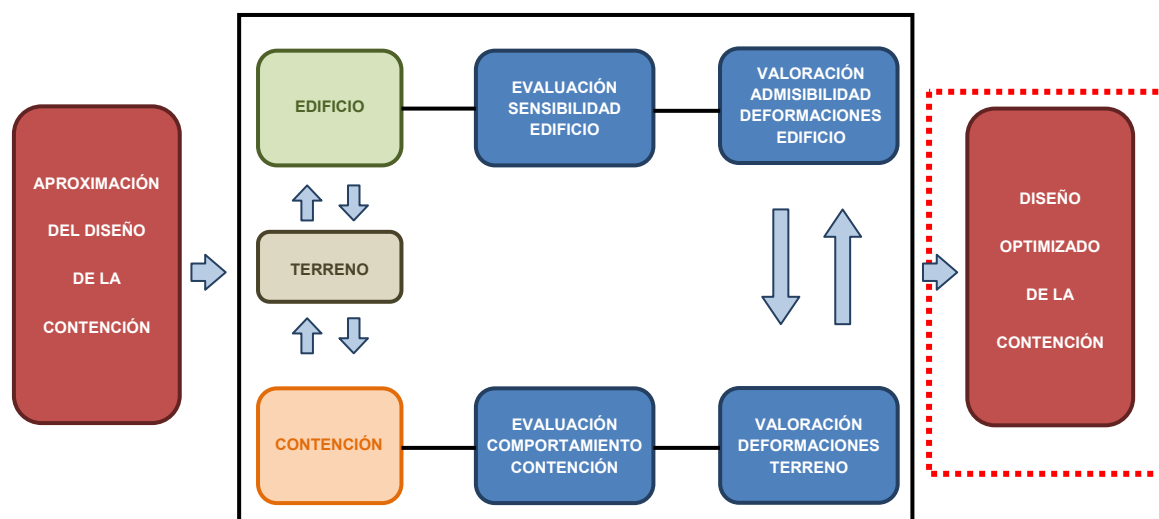 APROXIMACIÓN
DEL DISEÑO
DE LA
CONTENCIÓN
EDIFICIO
EVALUACIÓN
SENSIBILIDAD
EDIFICIO
VALORACIÓN
ADMISIBILIDAD
DEFORMACIONES
EDIFICIO
TERRENO
CONTENCIÓN
EVALUACIÓN
COMPORTAMIENTO
CONTENCIÓN
VALORACIÓN
DEFORMACIONES
TERRENO
DISEÑO
OPTIMIZADO
DE LA
CONTENCIÓN